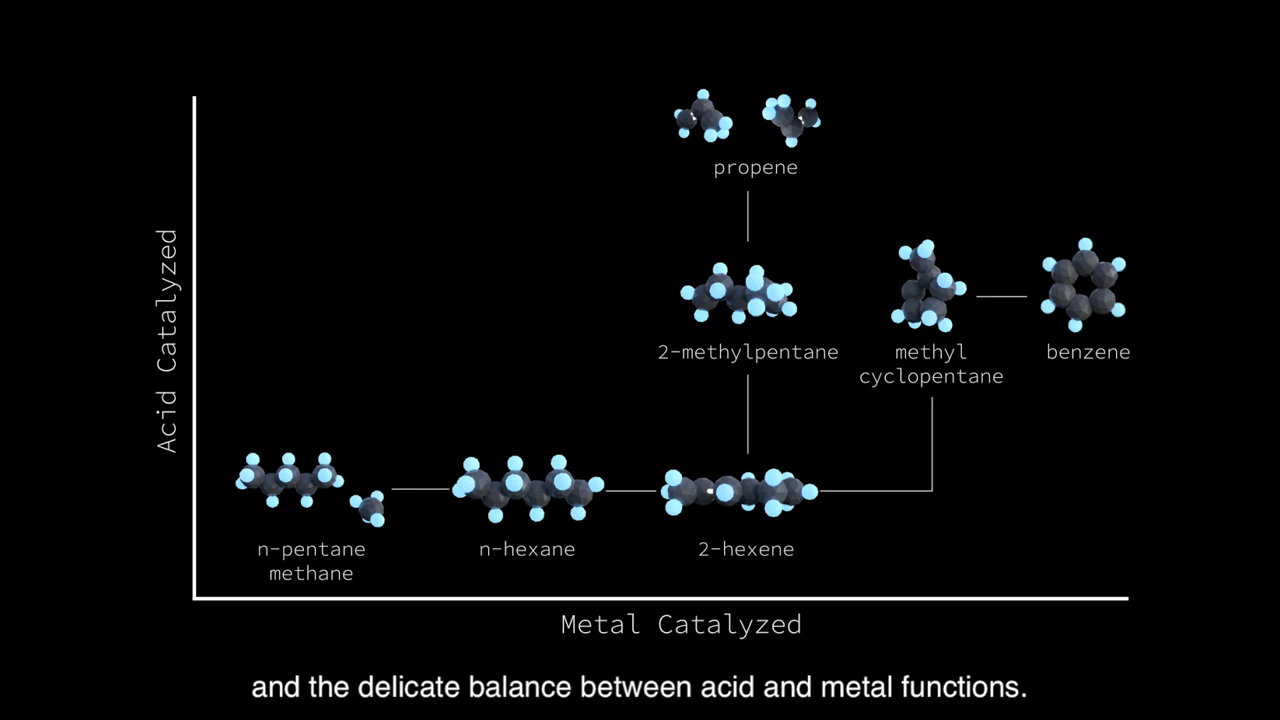 propene
Acid Catalyzed
2-methylpentane
methyl
cyclopentane
benzene
n-pentane
methane
n-hexane
2-hexene
Metal Catalyzed
and the delicate balance between acid and metal functions.